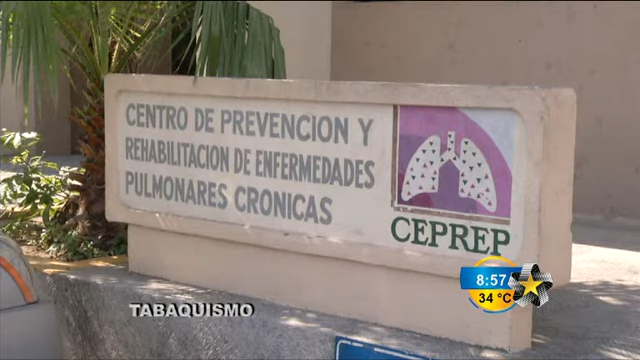 CENTRO DE PREVENCION Y
REHABILITACION DE ENFERMEDADES
PULMONARES CRONICAS
CEPREP
8:57
34 °C
TABAQUISMO